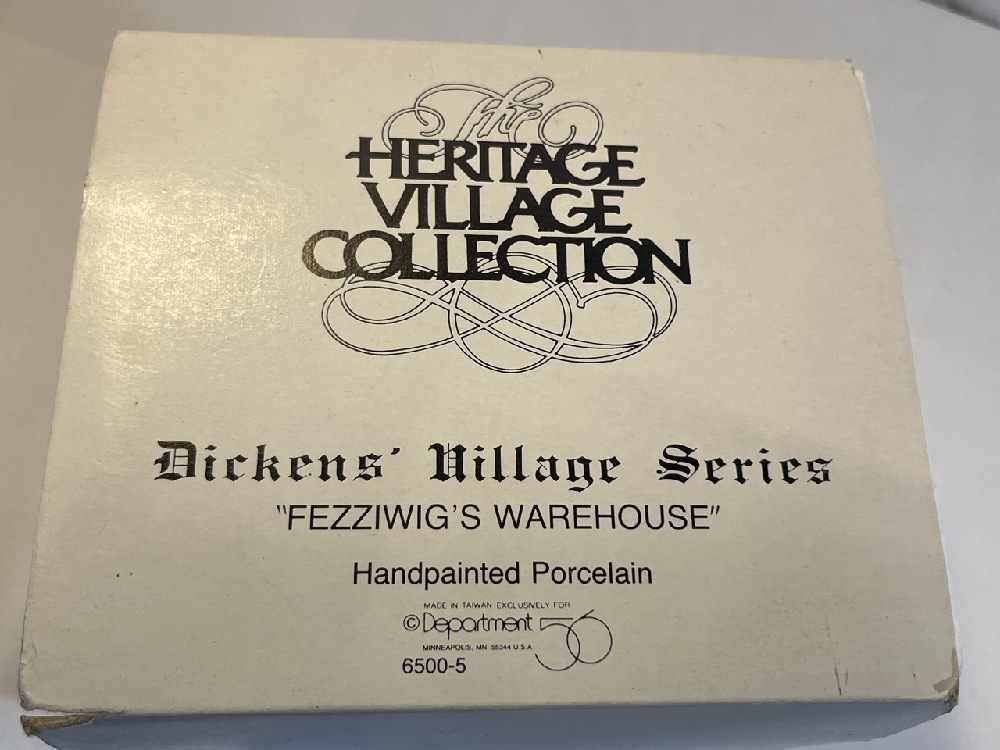 The
HERITAGE
VILLAGE
COLLECTION
Dickens' Village Series
"FEZZIWIG'S WAREHOUSE"
Handpainted Porcelain
MADE IN TAIWAN EXCLUSIVELY FOR
©Department 56
MINNEAPOLIS, MN 55344 U.S.A.
6500-5